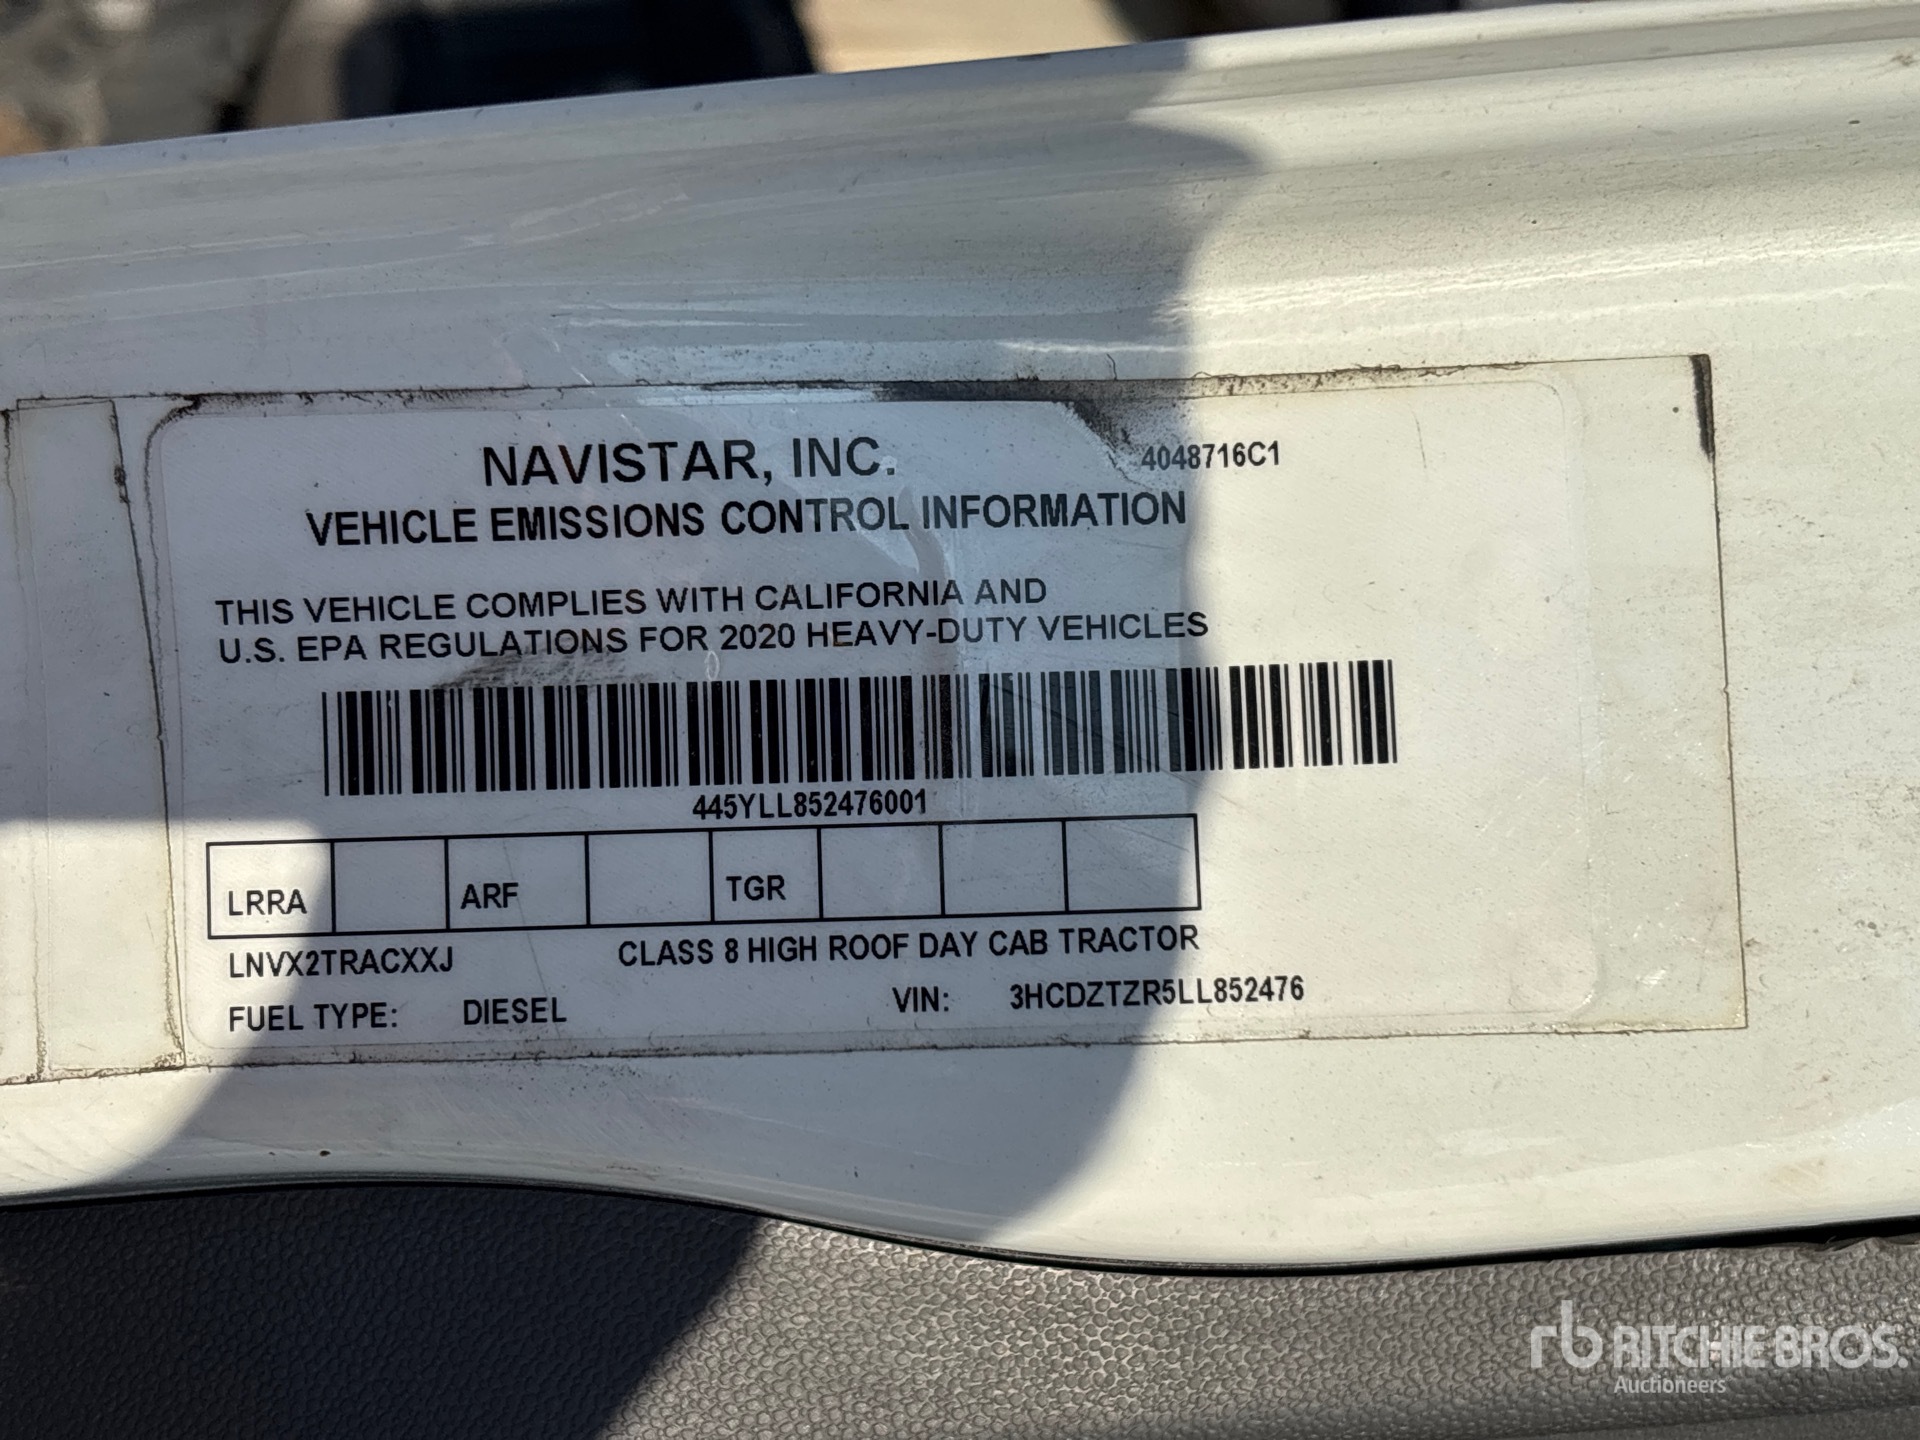 NAVISTAR, INC.
4048716C1
VEHICLE EMISSIONS CONTROL INFORMATION
THIS VEHICLE COMPLIES WITH CALIFORNIA AND
U.S. EPA REGULATIONS FOR 2020 HEAVY-DUTY VEHICLES
445YLL852476001
LRRA ARF TGR
LNVX2TRACXXJ CLASS 8 HIGH ROOF DAY CAB TRACTOR
FUEL TYPE: DIESEL VIN: 3HCDZTZR5LL852476
rb RITCHIE BROS.
Auctioneers